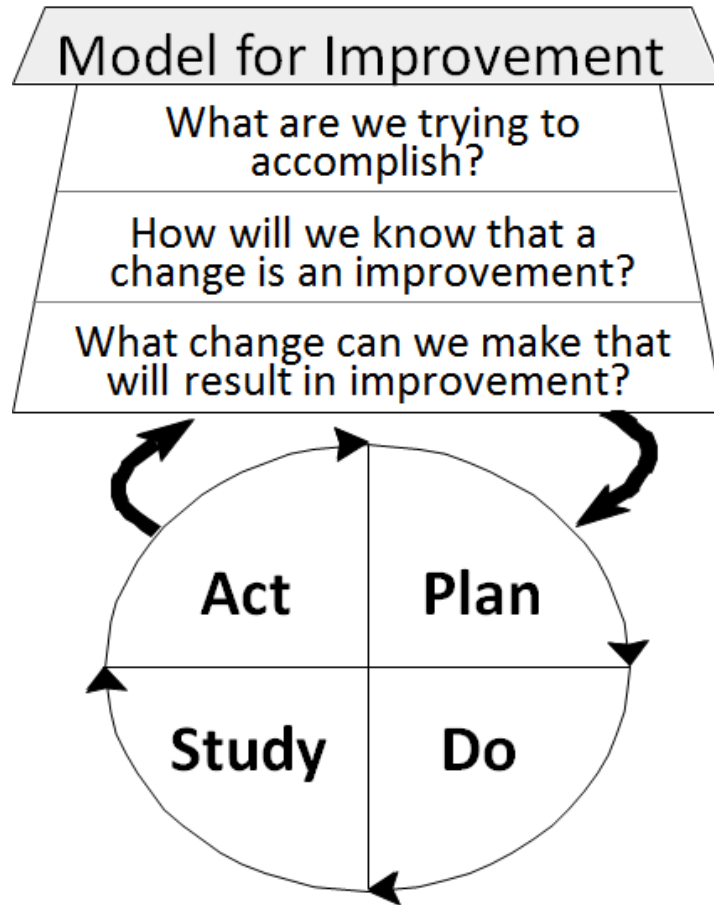 Model for Improvement
What are we trying to
accomplish?
How will we know that a
change is an improvement?
What change can we make that
will result in improvement?
Act
Plan
Study
Do